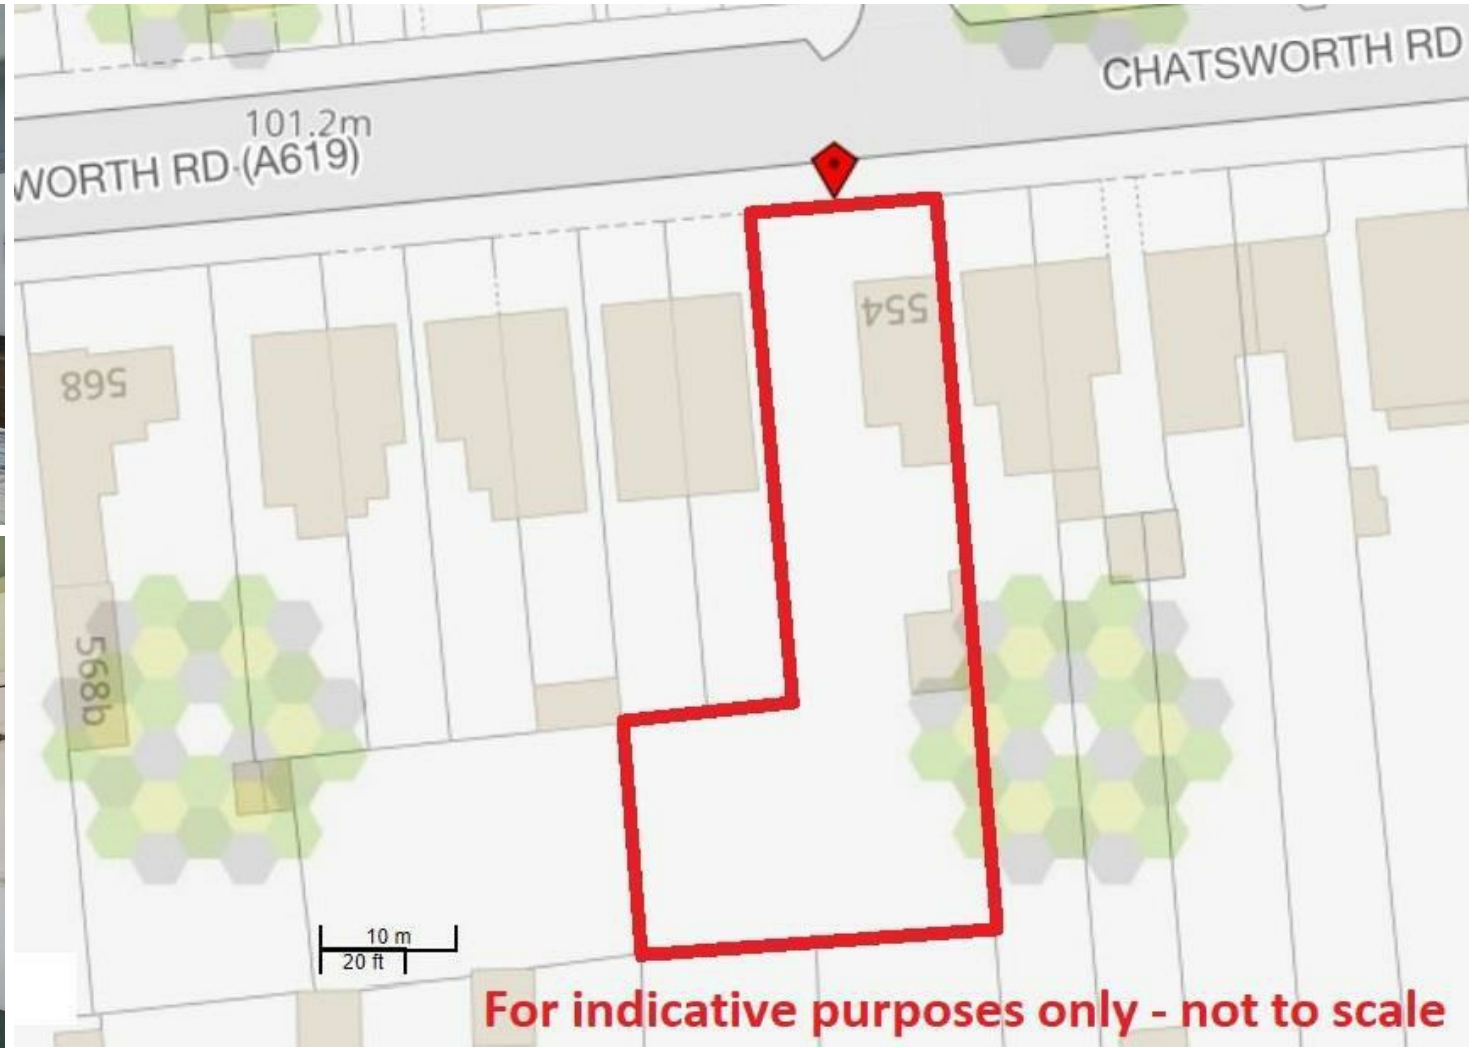 CHATSWORTH RD
101.2m
WORTH RD (A619)
554
568
568b
10 m
20 ft
For indicative purposes only - not to scale